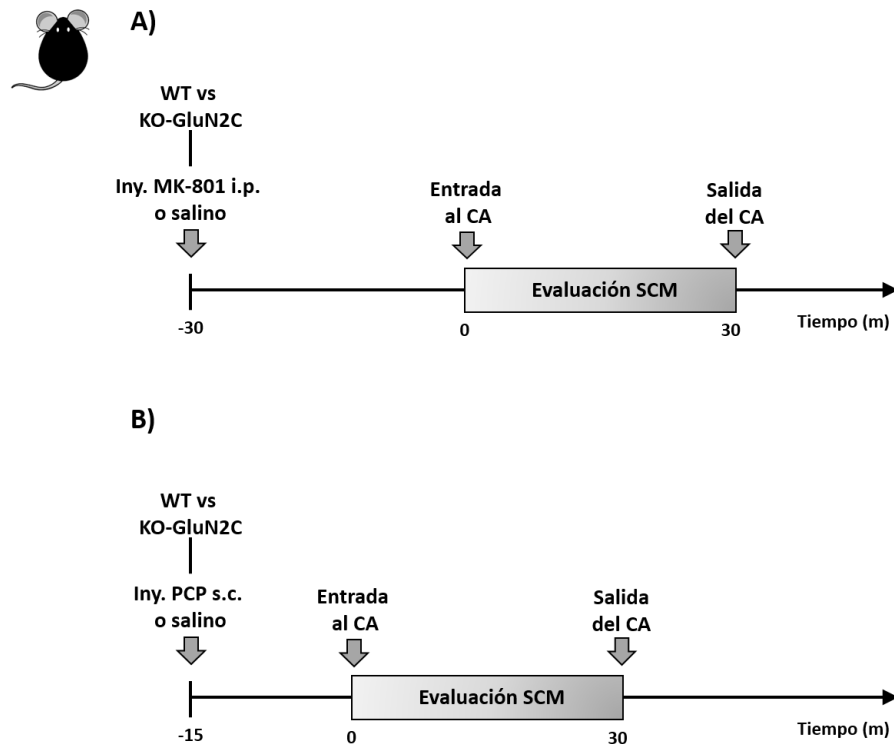 A)
WT vs
KO-GluN2C
Iny. MK-801 i.p.
o salino
Entrada
al CA
Salida
del CA
Evaluación SCM
-30
0
30
Tiempo (m)
B)
WT vs
KO-GluN2C
Iny. PCP s.c.
o salino
Entrada
al CA
Salida
del CA
Evaluación SCM
-15
0
30
Tiempo (m)